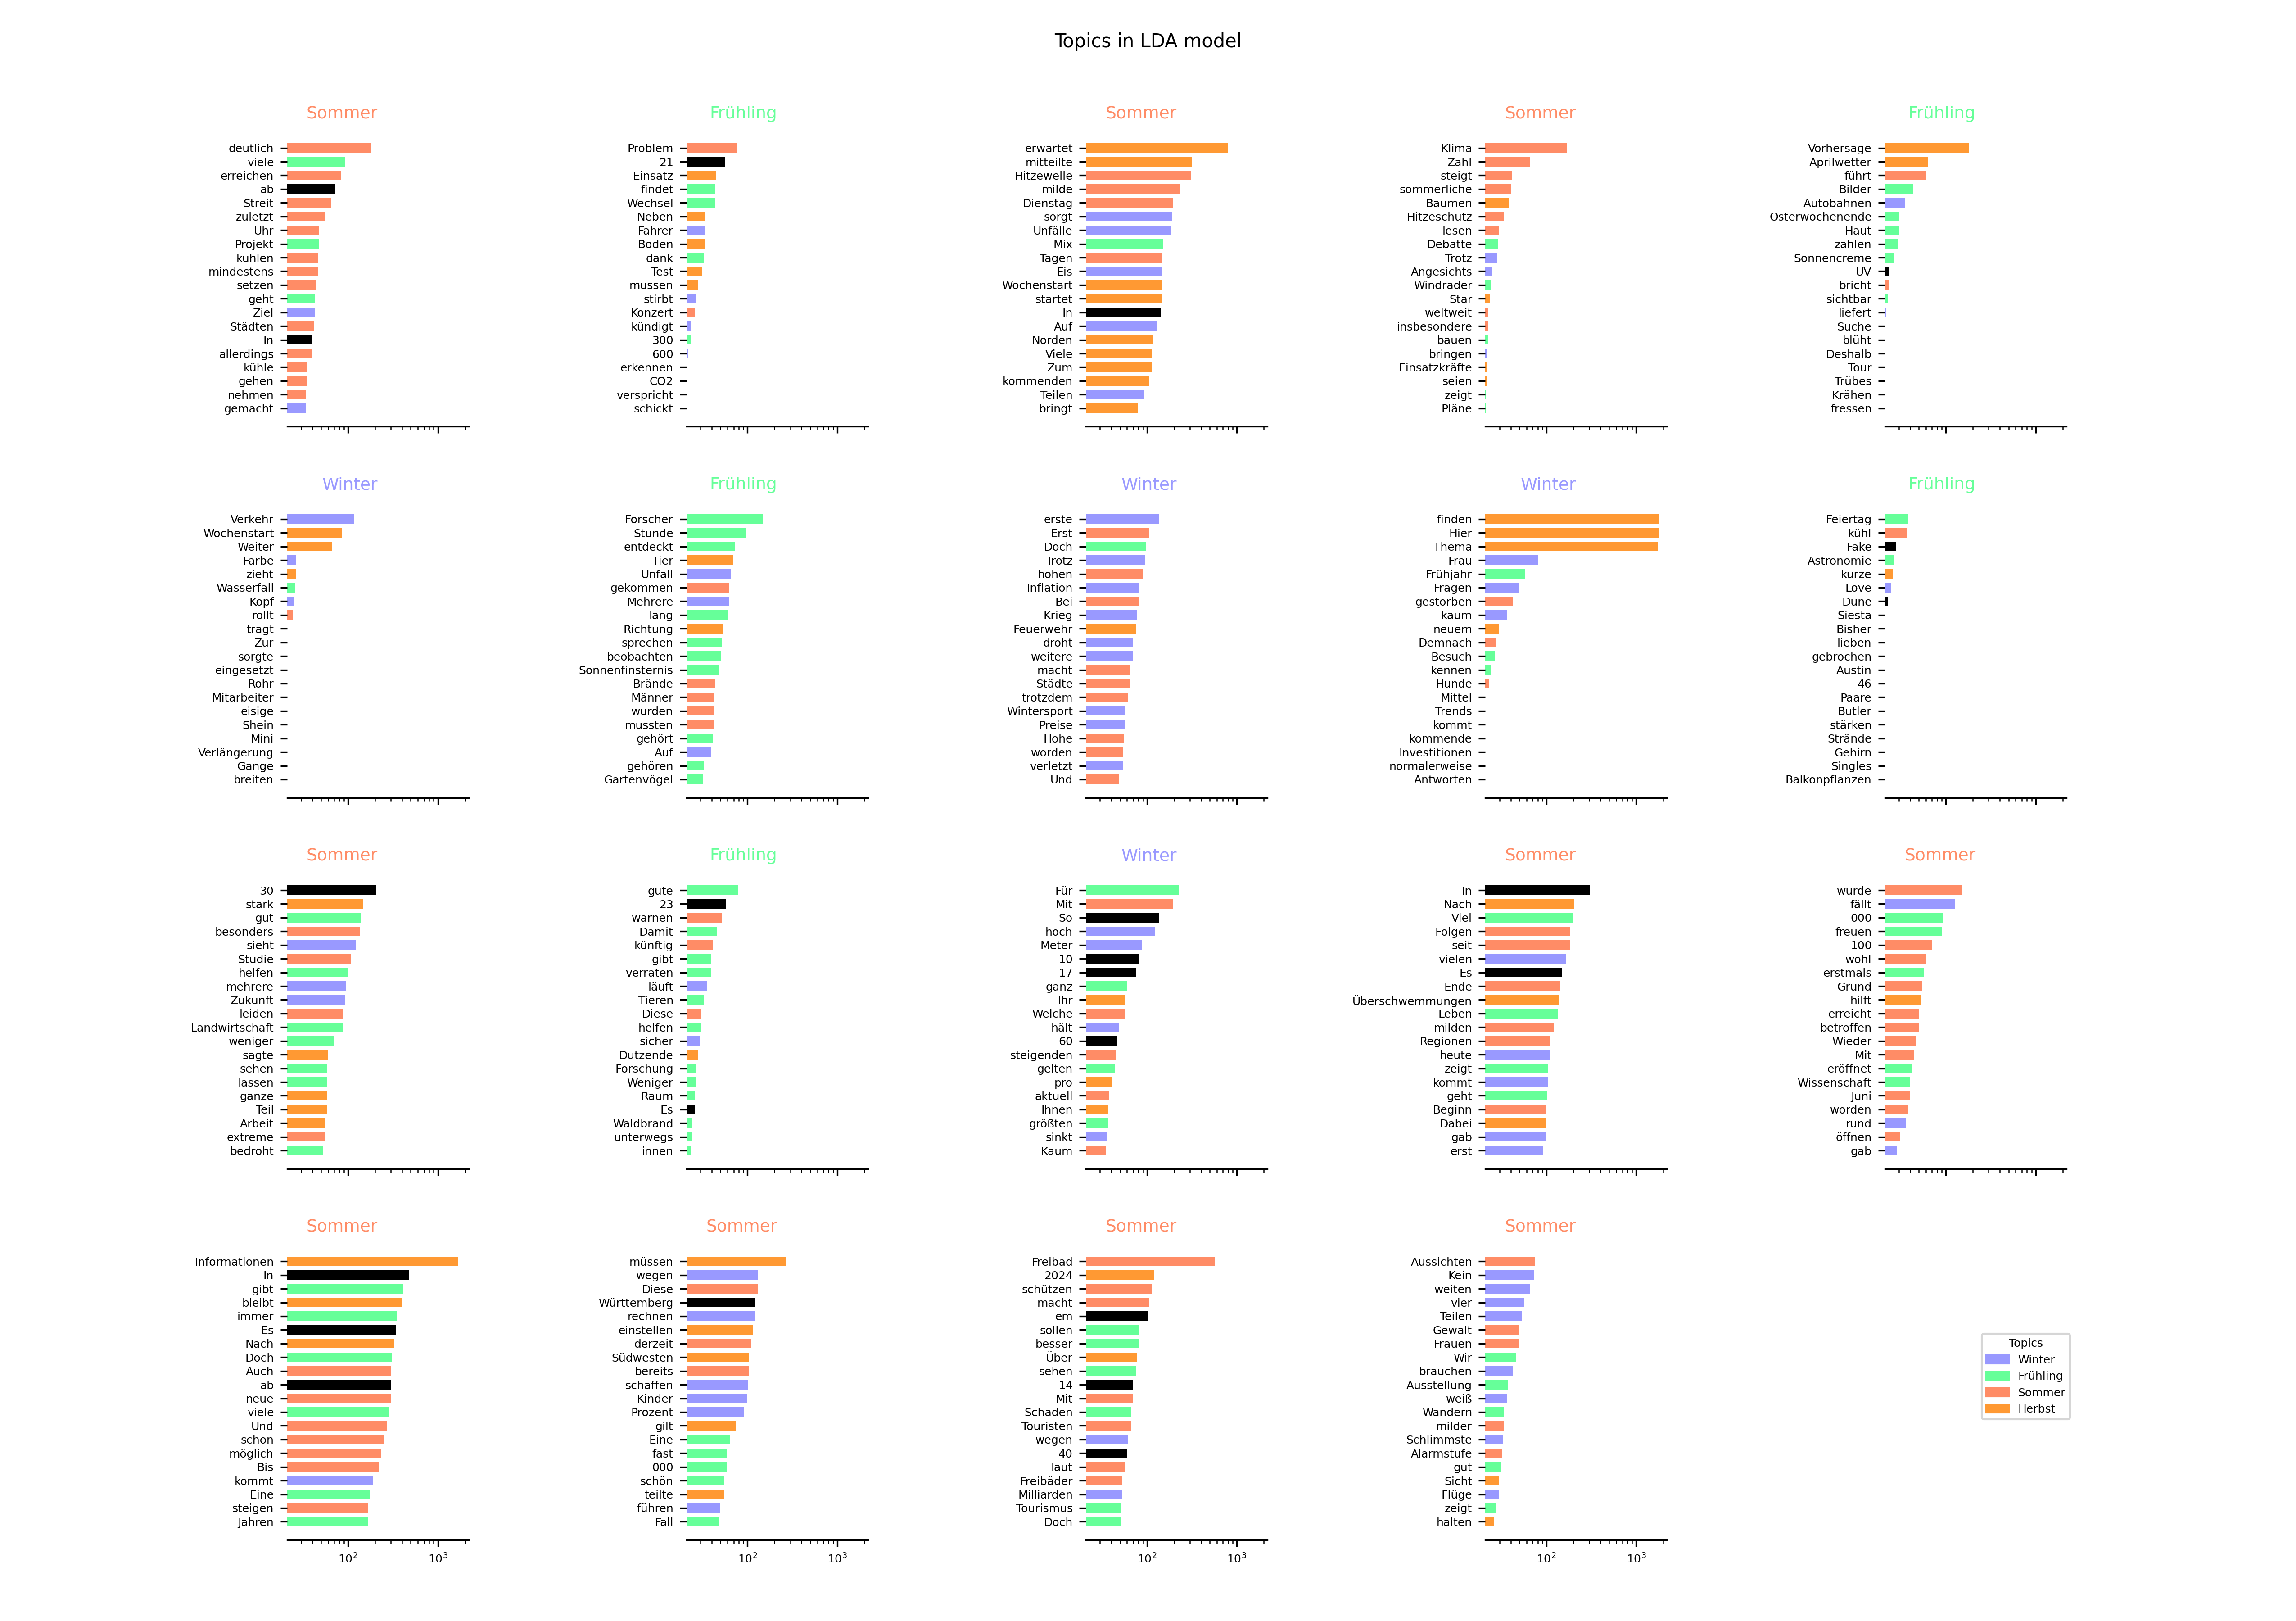 Topics in LDA model
Sommer
deutlich
viele
erreichen
ab
Streit
zuletzt
Uhr
Projekt
kühlen
mindestens
setzen
geht
Ziel
Städten
In
allerdings
kühle
gehen
nehmen
gemacht
Frühling
Problem
21
Einsatz
findet
Wechsel
Neben
Fahrer
Boden
dank
Test
müssen
stirbt
Konzert
kündigt
300
600
erkennen
CO2
verspricht
schickt
Sommer
erwartet
mitteilte
Hitzewelle
milde
Dienstag
sorgt
Unfälle
Mix
Tagen
Eis
Wochenstart
startet
In
Auf
Norden
Viele
Zum
kommenden
Teilen
bringt
Sommer
Klima
Zahl
steigt
sommerliche
Bäumen
Hitzeschutz
lesen
Debatte
Trotz
Angesichts
Windräder
Star
weltweit
insbesondere
bauen
bringen
Einsatzkräfte
seien
zeigt
Pläne
Frühling
Vorhersage
Aprilwetter
führt
Bilder
Autobahnen
Osterwochenende
Haut
zählen
Sonnencreme
UV
bricht
sichtbar
liefert
Suche
blüht
Deshalb
Tour
Trübes
Krähen
fressen
Winter
Verkehr
Wochenstart
Weiter
Farbe
zieht
Wasserfall
Kopf
rollt
trägt
Zur
sorgte
eingesetzt
Rohr
Mitarbeiter
eisige
Shein
Mini
Verlängerung
Gange
breiten
Frühling
Forscher
Stunde
entdeckt
Tier
Unfall
gekommen
Mehrere
lang
Richtung
sprechen
beobachten
Sonnenfinsternis
Brände
Männer
wurden
mussten
gehört
Auf
gehören
Gartenvögel
Winter
erste
Erst
Doch
Trotz
hohen
Inflation
Bei
Krieg
Feuerwehr
droht
weitere
macht
Städte
trotzdem
Wintersport
Preise
Hohe
worden
verletzt
Und
Winter
finden
Hier
Thema
Frau
Frühjahr
Fragen
gestorben
kaum
neuem
Demnach
Besuch
kennen
Hunde
Mittel
Trends
kommt
kommende
Investitionen
normalerweise
Antworten
Frühling
Feiertag
kühl
Fake
Astronomie
kurze
Love
Dune
Siesta
Bisher
lieben
gebrochen
Austin
46
Paare
Butler
stärken
Strände
Gehirn
Singles
Balkonpflanzen
Sommer
30
stark
gut
besonders
sieht
Studie
helfen
mehrere
Zukunft
leiden
Landwirtschaft
weniger
sagte
sehen
lassen
ganze
Teil
Arbeit
extreme
bedroht
Frühling
gute
23
warnen
Damit
künftig
gibt
verraten
läuft
Tieren
Diese
helfen
sicher
Dutzende
Forschung
Weniger
Raum
Es
Waldbrand
unterwegs
innen
Winter
Für
Mit
So
hoch
Meter
10
17
ganz
Ihr
Welche
hält
60
steigenden
gelten
pro
aktuell
Ihnen
größten
sinkt
Kaum
Sommer
In
Nach
Viel
Folgen
seit
vielen
Es
Ende
Überschwemmungen
Leben
milden
Regionen
heute
zeigt
kommt
geht
Beginn
Dabei
gab
erst
Sommer
wurde
fällt
000
freuen
100
wohl
erstmals
Grund
hilft
erreicht
betroffen
Wieder
Mit
eröffnet
Wissenschaft
Juni
worden
rund
öffnen
gab
Sommer
Informationen
In
gibt
bleibt
immer
Es
Nach
Doch
Auch
ab
neue
viele
Und
schon
möglich
Bis
kommt
Eine
steigen
Jahren
10² 10³
Sommer
müssen
wegen
Diese
Württemberg
rechnen
einstellen
derzeit
Südwesten
bereits
schaffen
Kinder
Prozent
gilt
Eine
fast
000
schön
teilte
führen
Fall
10² 10³
Sommer
Freibad
2024
schützen
macht
em
sollen
besser
Über
sehen
14
Mit
Schäden
Touristen
wegen
40
laut
Freibäder
Milliarden
Tourismus
Doch
10² 10³
Sommer
Aussichten
Kein
weiten
vier
Teilen
Gewalt
Frauen
Wir
brauchen
Ausstellung
weiß
Wandern
milder
Schlimmste
Alarmstufe
gut
Sicht
Flüge
zeigt
halten
10² 10³
Topics
Winter
Frühling
Sommer
Herbst